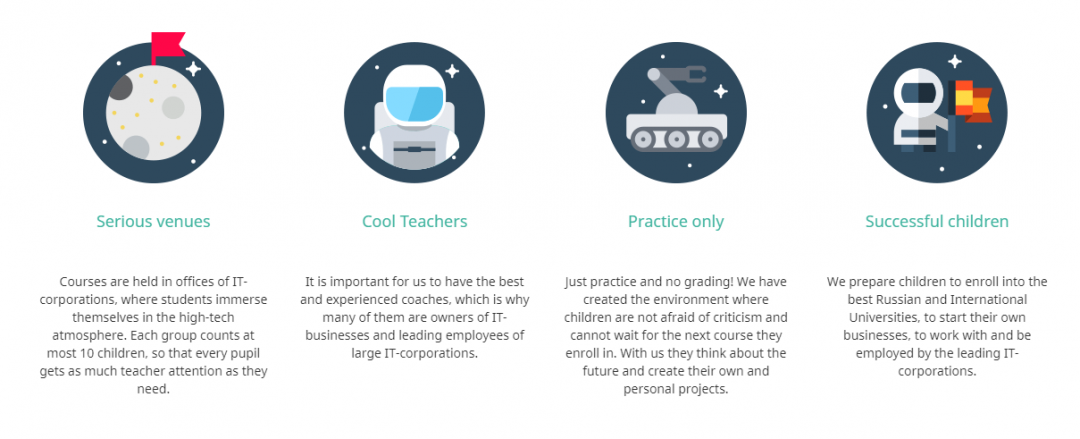 Serious venues
Courses are held in offices of IT-
corporations, where students immerse
themselves in the high-tech
atmosphere. Each group counts at
most 10 children, so that every pupil
gets as much teacher attention as they
need.
Cool Teachers
It is important for us to have the best
and experienced coaches, which is why
many of them are owners of IT-
businesses and leading employees of
large IT-corporations.
Practice only
Just practice and no grading! We have
created the environment where
children are not afraid of criticism and
cannot wait for the next course they
enroll in. With us they think about the
future and create their own and
personal projects.
Successful children
We prepare children to enroll into the
best Russian and International
Universities, to start their own
businesses, to work with and be
employed by the leading IT-
corporations.